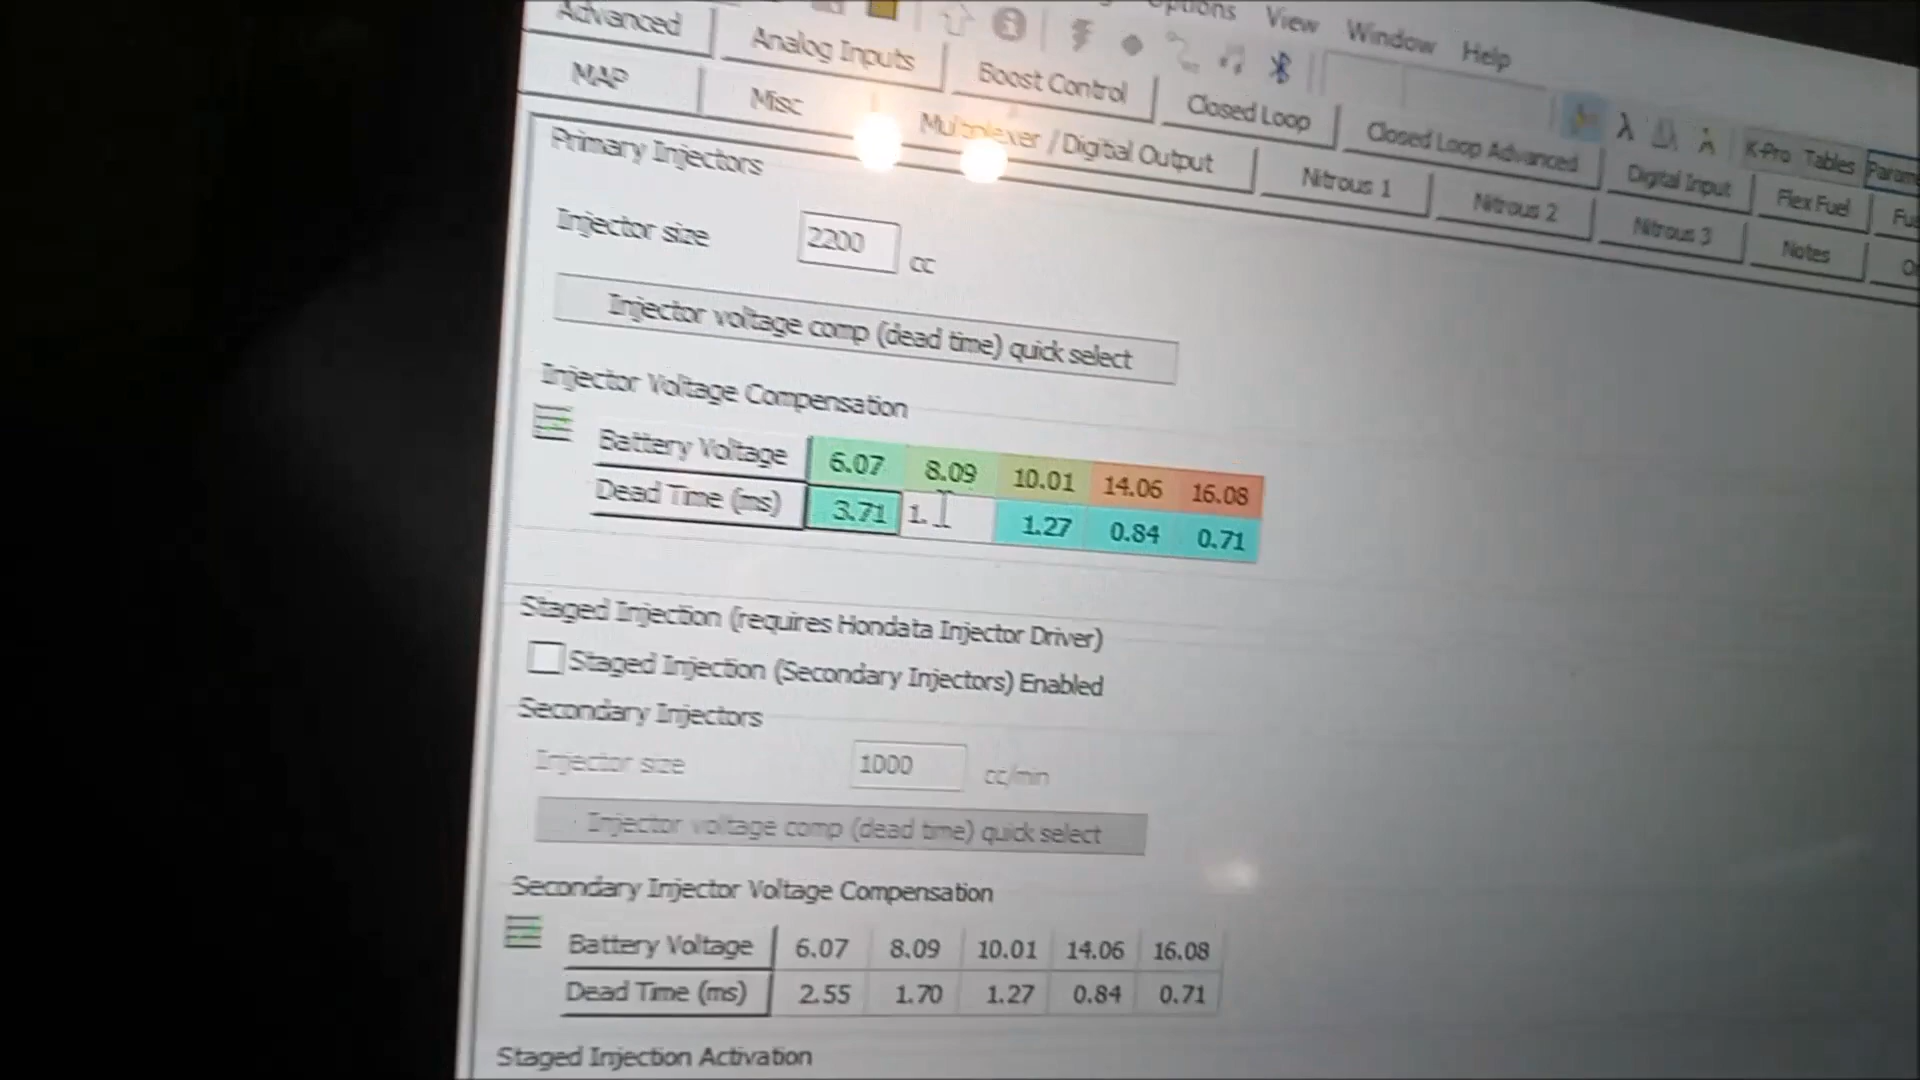 Options View Window Help
K-Pro Tables
Advanced Analog Inputs Boost Control Closed Loop Closed Loop Advanced Digital Input Flex Fuel
MAP Misc Multiplexer / Digitial Output Nitrous 1 Nitrous 2 Nitrous 3 Notes
Primary Injectors
Injector size 2200 cc
Injector voltage comp (dead time) quick select
Injector Voltage Compensation
Battery Voltage 6.07 8.09 10.01 14.06 16.08
Dead Time (ms) 3.71 1. 1.27 0.84 0.71
Staged Injection (requires Hondata Injector Driver)
Staged Injection (Secondary Injectors) Enabled
Secondary Injectors
Injector size 1000 cc/min
Injector voltage comp (dead time) quick select
Secondary Injector Voltage Compensation
Battery Voltage 6.07 8.09 10.01 14.06 16.08
Dead Time (ms) 2.55 1.70 1.27 0.84 0.71
Staged Injection Activation